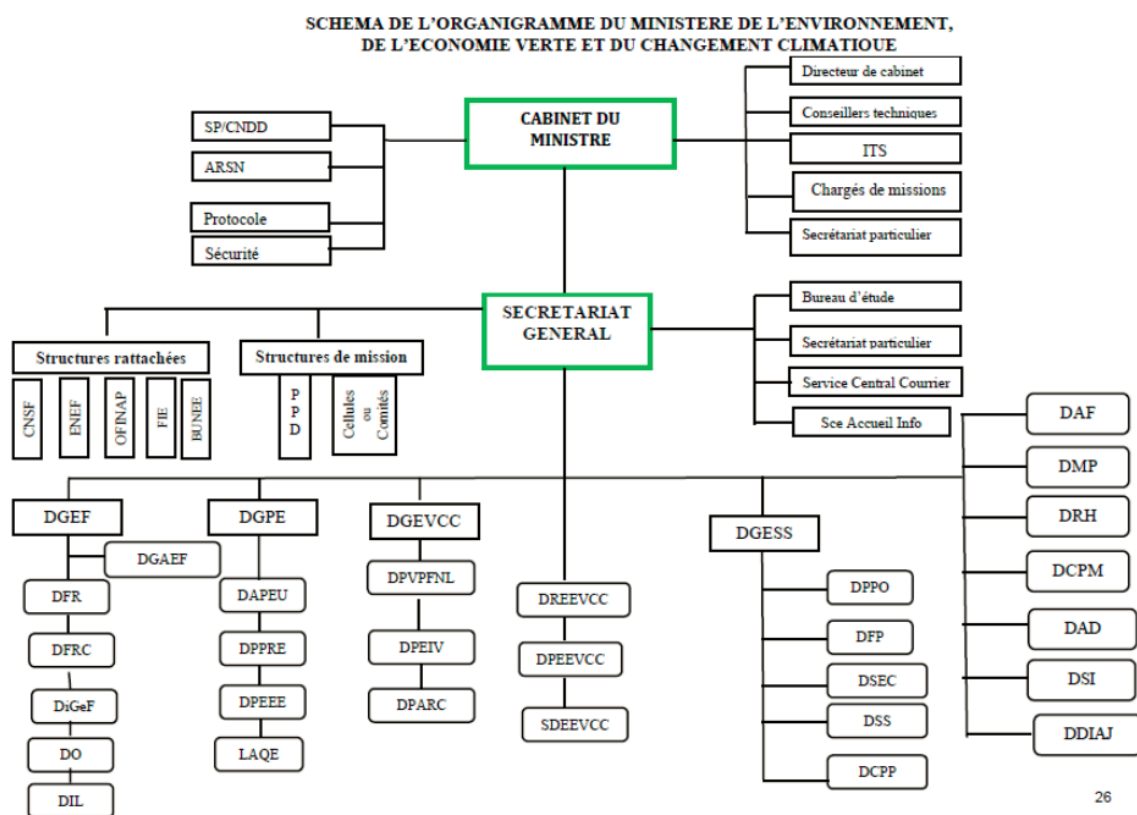 SCHEMA DE L'ORGANIGRAMME DU MINISTERE DE L'ENVIRONNEMENT,
DE L'ECONOMIE VERTE ET DU CHANGEMENT CLIMATIQUE
CABINET DU
MINISTRE
SP/CNDD
ARSN
Protocole
Sécurité
Directeur de cabinet
Conseillers techniques
ITS
Chargés de missions
Secrétariat particulier
SECRETARIAT
GENERAL
Bureau d'étude
Secrétariat particulier
Service Central Courrier
Sce Accueil Info
Structures rattachées
CNSF
ENEF
OFINAP
FIE
BUNEE
Structures de mission
P
P
D
Cellules
ou
Comités
DGEF
DGAEF
DFR
DFRC
DiGeF
DO
DIL
DGPE
DAPEU
DPPRE
DPEEE
LAQE
DGEVCC
DPVPFNL
DPEIV
DPARC
DREEVCC
DPEEVCC
SDEEVCC
DGESS
DPPO
DFP
DSEC
DSS
DCPP
DAF
DMP
DRH
DCPM
DAD
DSI
DDIAJ
26